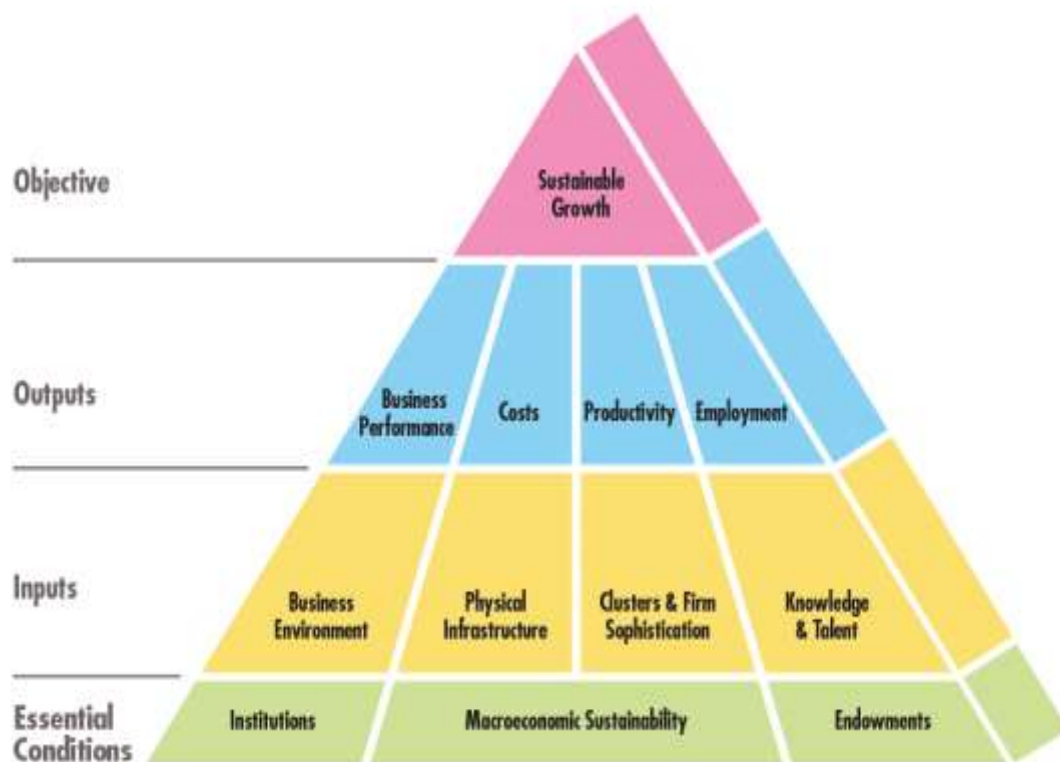 Objective
Sustainable
Growth
Outputs
Business
Performance
Costs
Productivity
Employment
Inputs
Business
Environment
Physical
Infrastructure
Clusters & Firm
Sophistication
Knowledge
& Talent
Essential
Conditions
Institutions
Macroeconomic Sustainability
Endowments